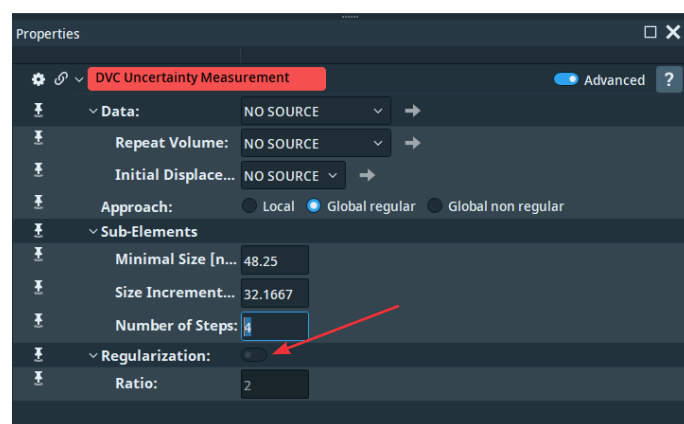 Properties
DVC Uncertainty Measurement Advanced ?
Data: NO SOURCE
Repeat Volume: NO SOURCE
Initial Displace... NO SOURCE
Approach: Local Global regular Global non regular
Sub-Elements
Minimal Size [n... 48.25
Size Increment... 32.1667
Number of Steps: 4
Regularization:
Ratio: 2